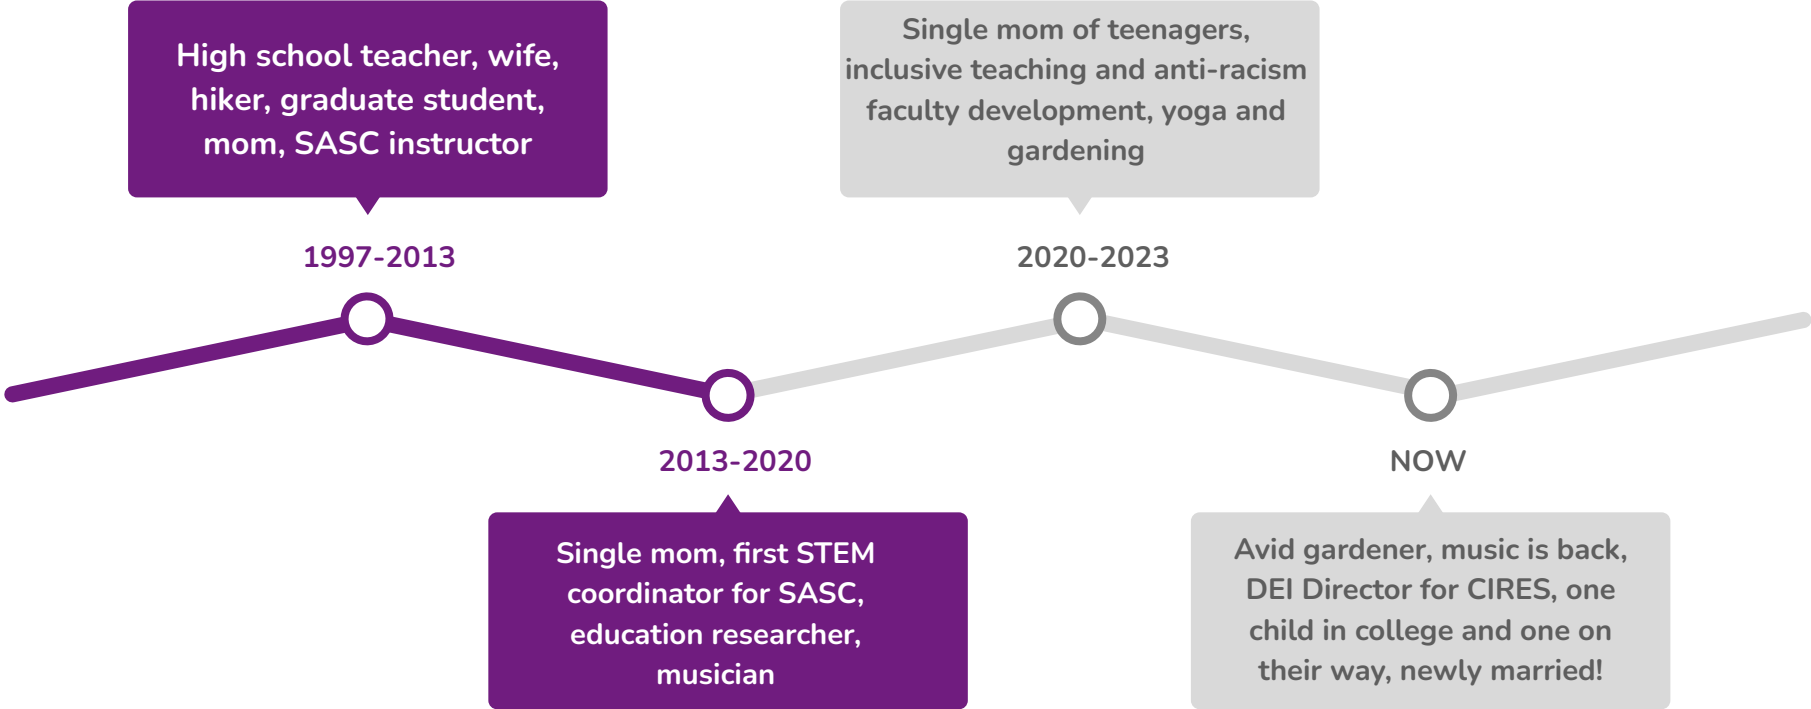 High school teacher, wife,
hiker, graduate student,
mom, SASC instructor
1997-2013
2013-2020
Single mom, first STEM
coordinator for SASC,
education researcher,
musician
Single mom of teenagers,
inclusive teaching and anti-racism
faculty development, yoga and
gardening
2020-2023
NOW
Avid gardener, music is back,
DEI Director for CIRES, one
child in college and one on
their way, newly married!